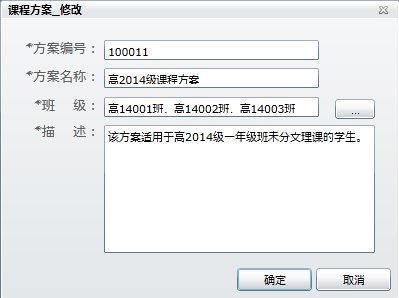 课程方案_修改
*方案编号： 100011
*方案名称： 高2014级课程方案
*班 级： 高14001班、高14002班、高14003班 ...
*描 述： 该方案适用于高2014级一年级班未分文理课的学生。
确定 取消